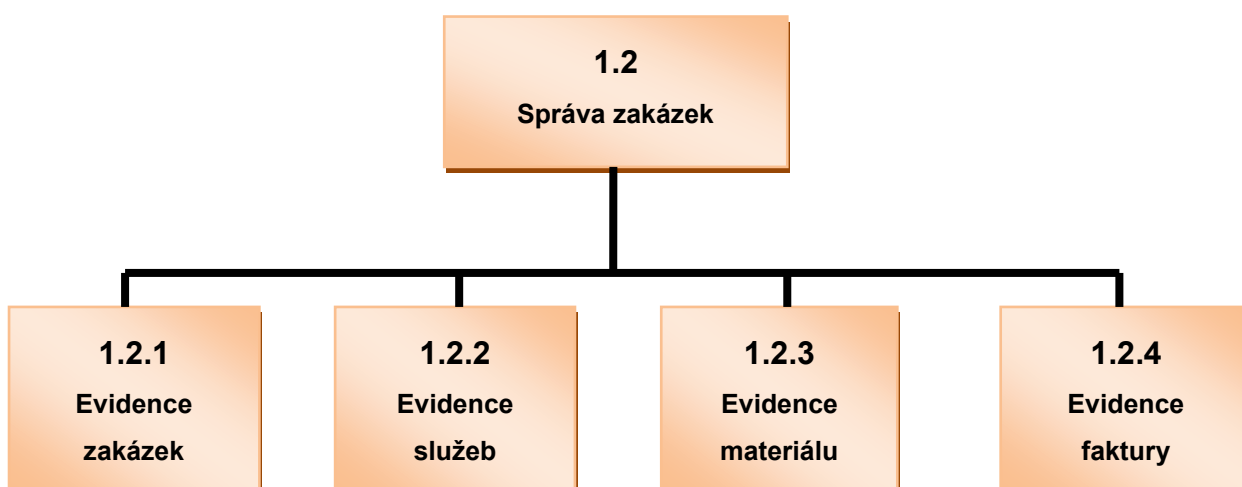 1.2
Správa zakázek
1.2.1
Evidence
zakázek
1.2.2
Evidence
služeb
1.2.3
Evidence
materiálu
1.2.4
Evidence
faktury